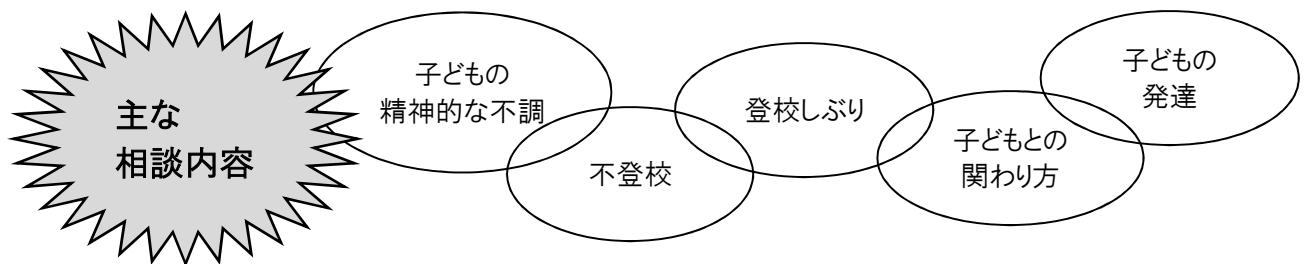 主な
相談内容
子どもの
精神的な不調
不登校
登校しぶり
子どもとの
関わり方
子どもの
発達